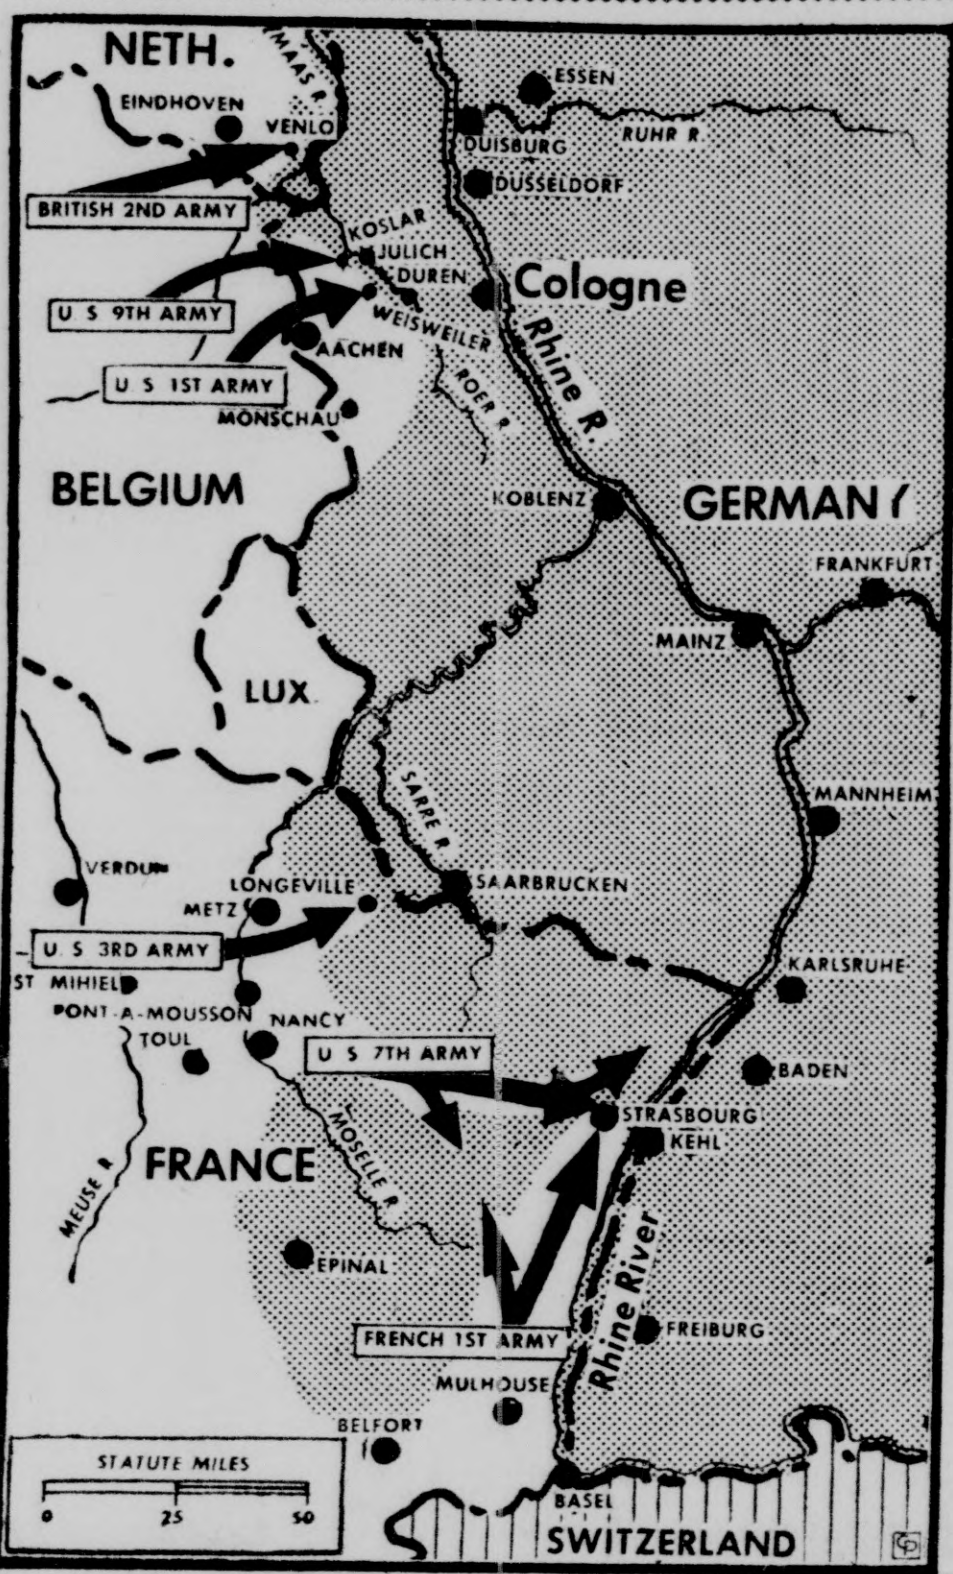 NETH.
(MAAS R.
ESSEN
EINDHOVEN
VENLO
DUISBURG
RUHR R.
DUSSELDORF
BRITISH 2ND ARMY
KOSLAR
JULICH
DUREN
Cologne
U. S 9TH ARMY
WEISWEILER
AACHEN
Rhine R.
U S 1ST ARMY
ROER R.
MONSCHAU
BELGIUM
KOBLENZ
GERMANY
FRANKFURT
MAINZ
LUX.
SARRE R
MANNHEIM
VERDUN
LONGEVILLE
SAARBRUCKEN
METZ
U. S. 3RD ARMY
KARLSRUHE
ST MIHIEL
PONT-A-MOUSSON
NANCY
TOUL
U S 7TH ARMY
BADEN
STRASBOURG
KEHL
MOSELLE R.
FRANCE
MEUSE R
EPINAL
Rhine River
FRENCH 1ST ARMY
FREIBURG
MULHOUSE
BELFORT
STATUTE MILES
0 25 50
BASEL
SWITZERLAND
CP